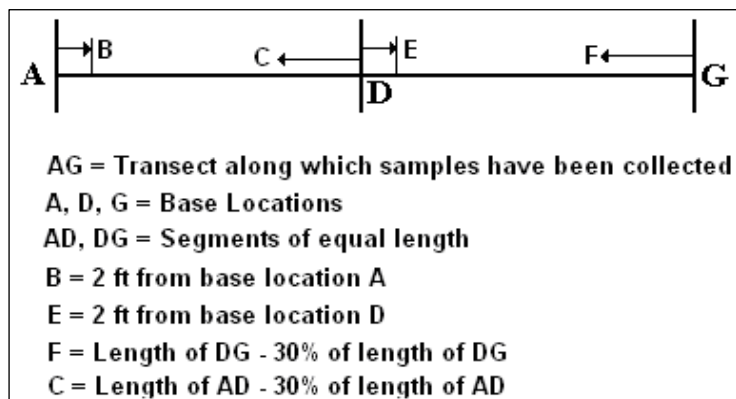 B
C
E
F
A
D
G
AG = Transect along which samples have been collected
A, D, G = Base Locations
AD, DG = Segments of equal length
B = 2 ft from base location A
E = 2 ft from base location D
F = Length of DG - 30% of length of DG
C = Length of AD - 30% of length of AD